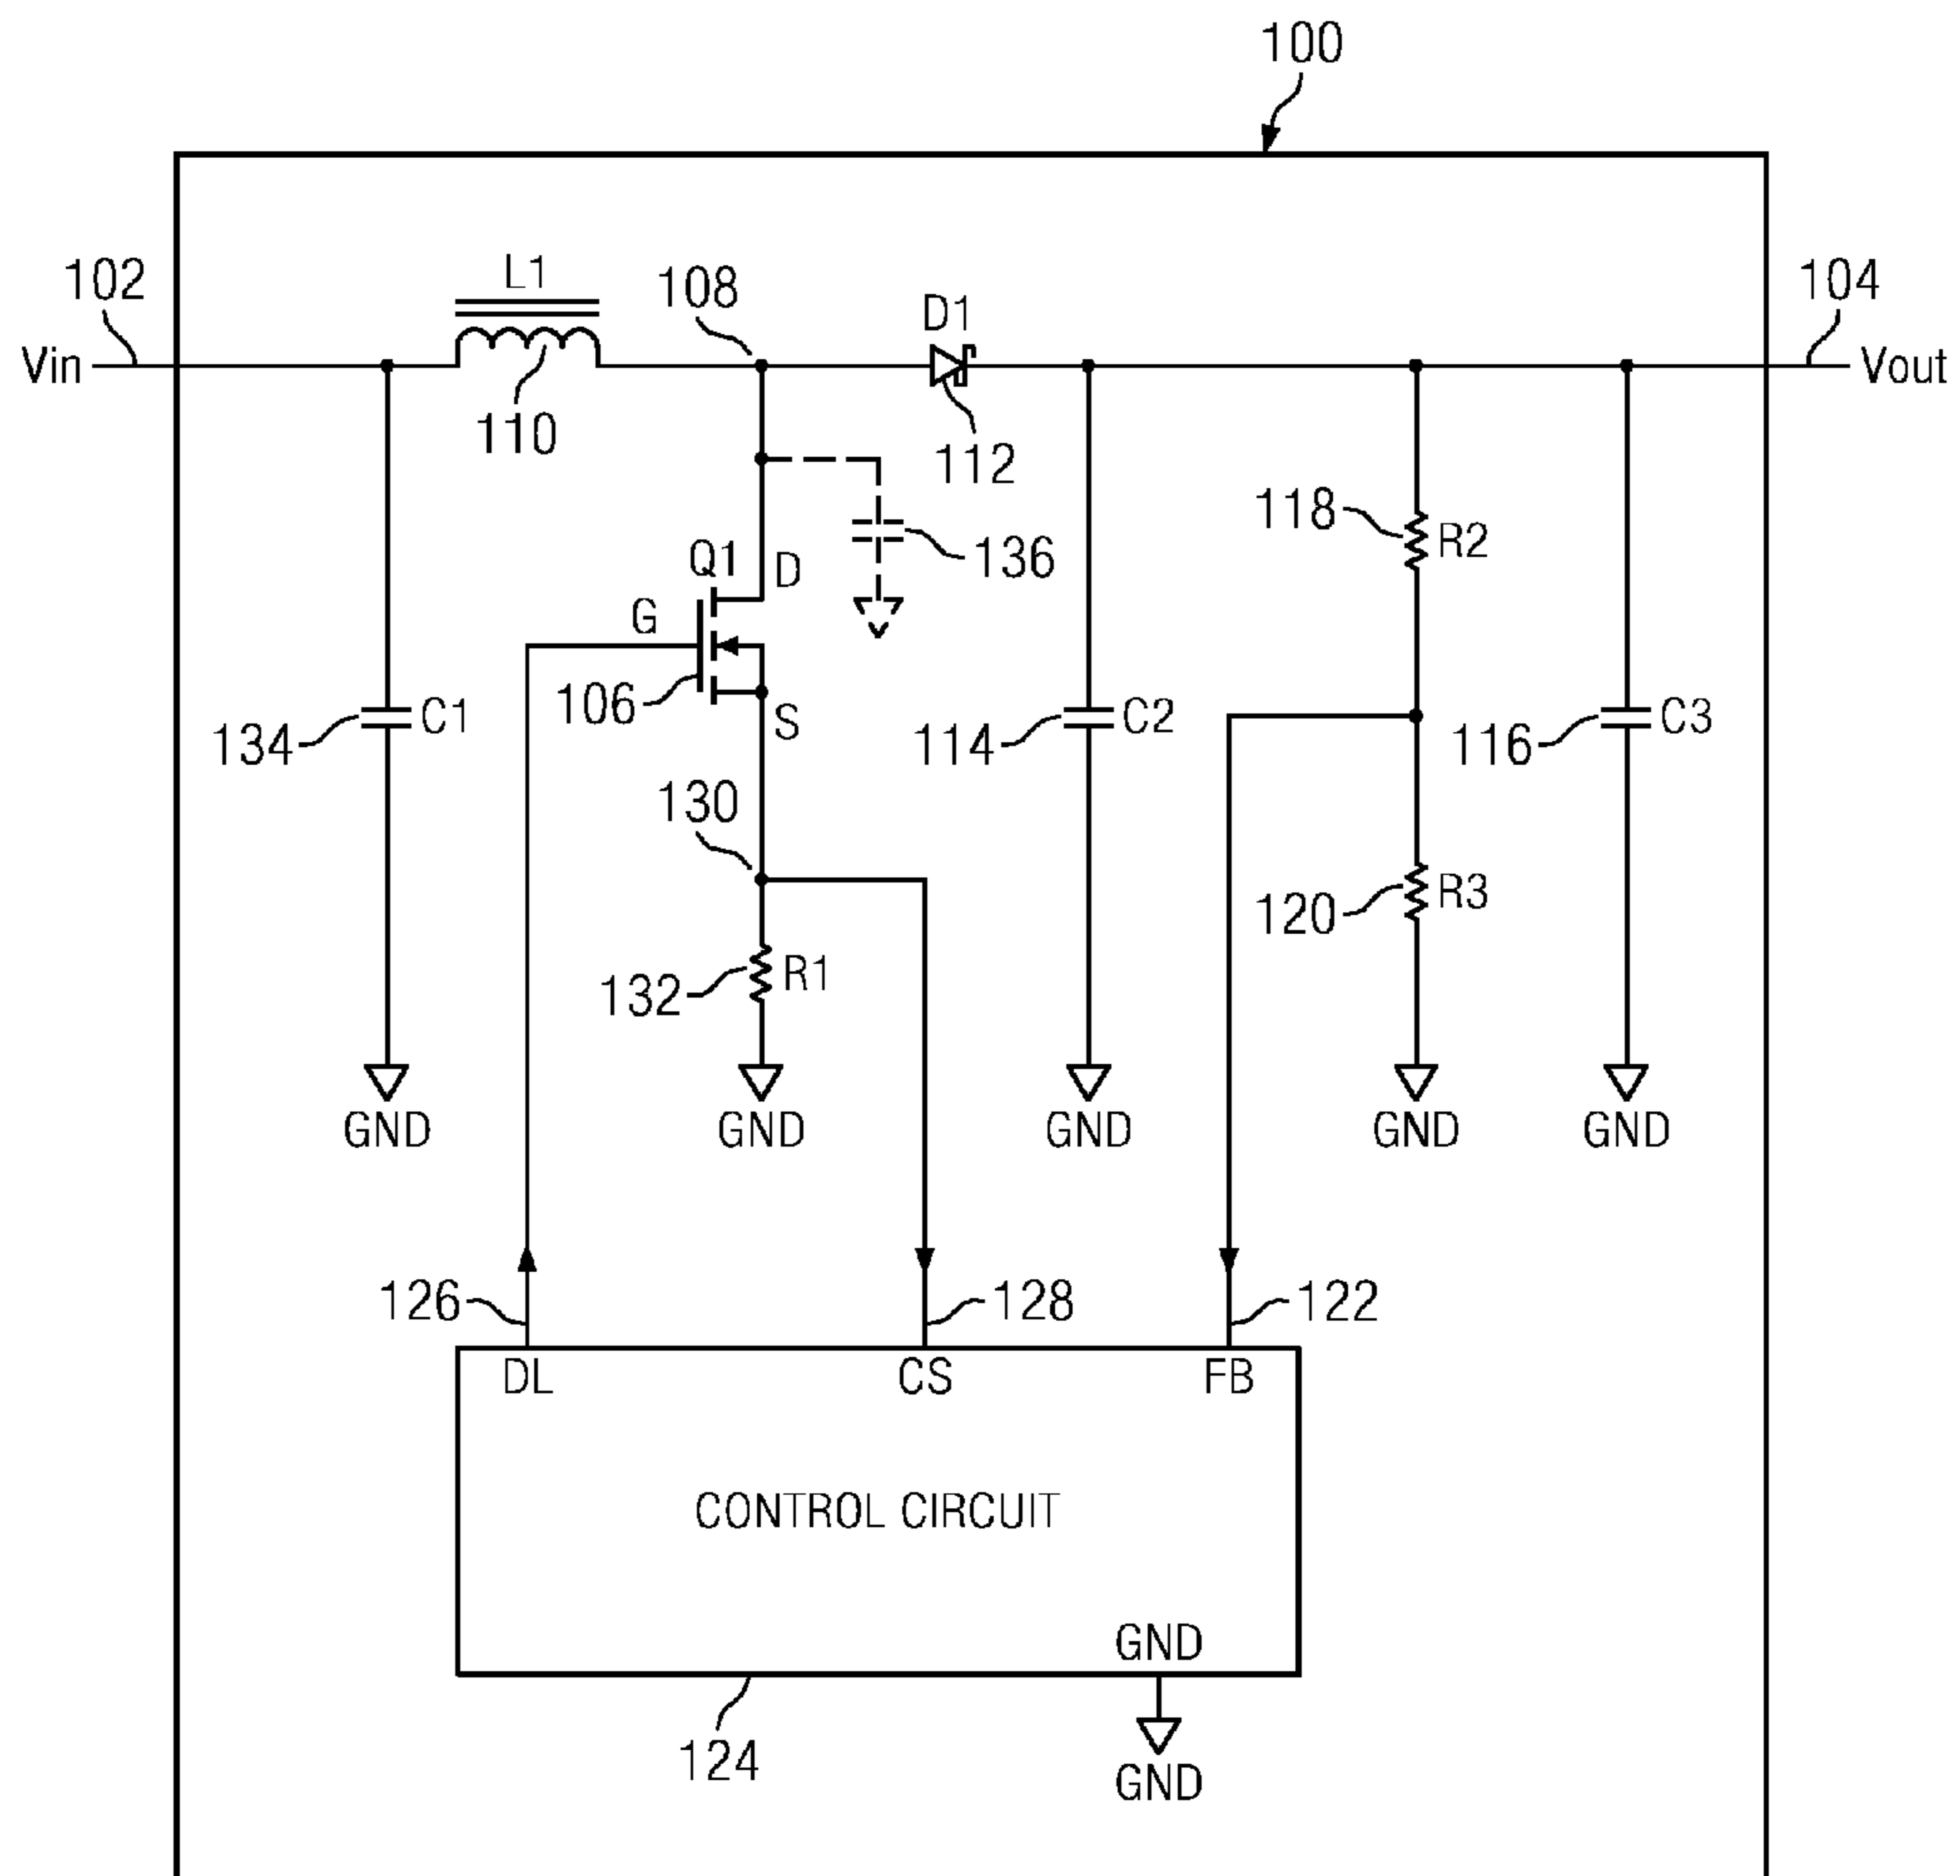 100
102
L1
108
D1
104
Vin
Vout
110
112
118
R2
Q1
D
136
G
106
S
134
C1
114
C2
116
C3
130
120
R3
132
R1
GND
GND
GND
GND
GND
126
128
122
DL
CS
FB
CONTROL CIRCUIT
GND
124
GND